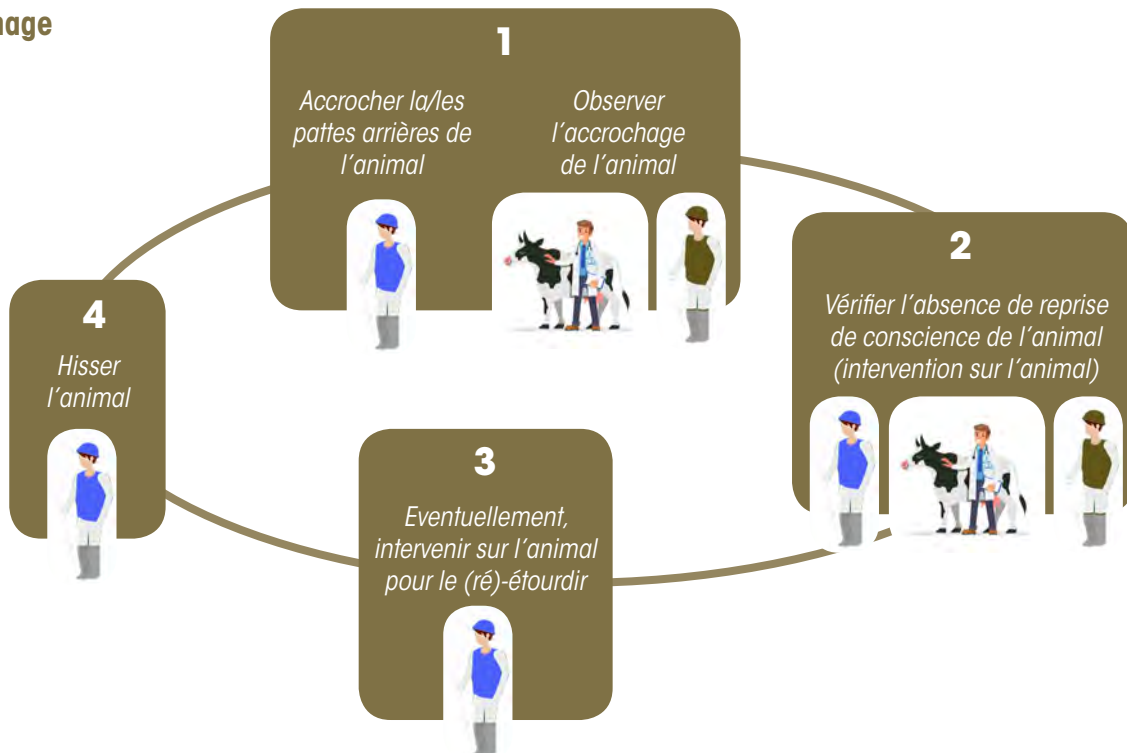 1
Accrocher la/les
pattes arrières de
l'animal
Observer
l'accrochage
de l'animal
2
Vérifier l'absence de reprise
de conscience de l'animal
(intervention sur l'animal)
3
Eventuellement,
intervenir sur l'animal
pour le (ré)-étourdir
4
Hisser
l'animal